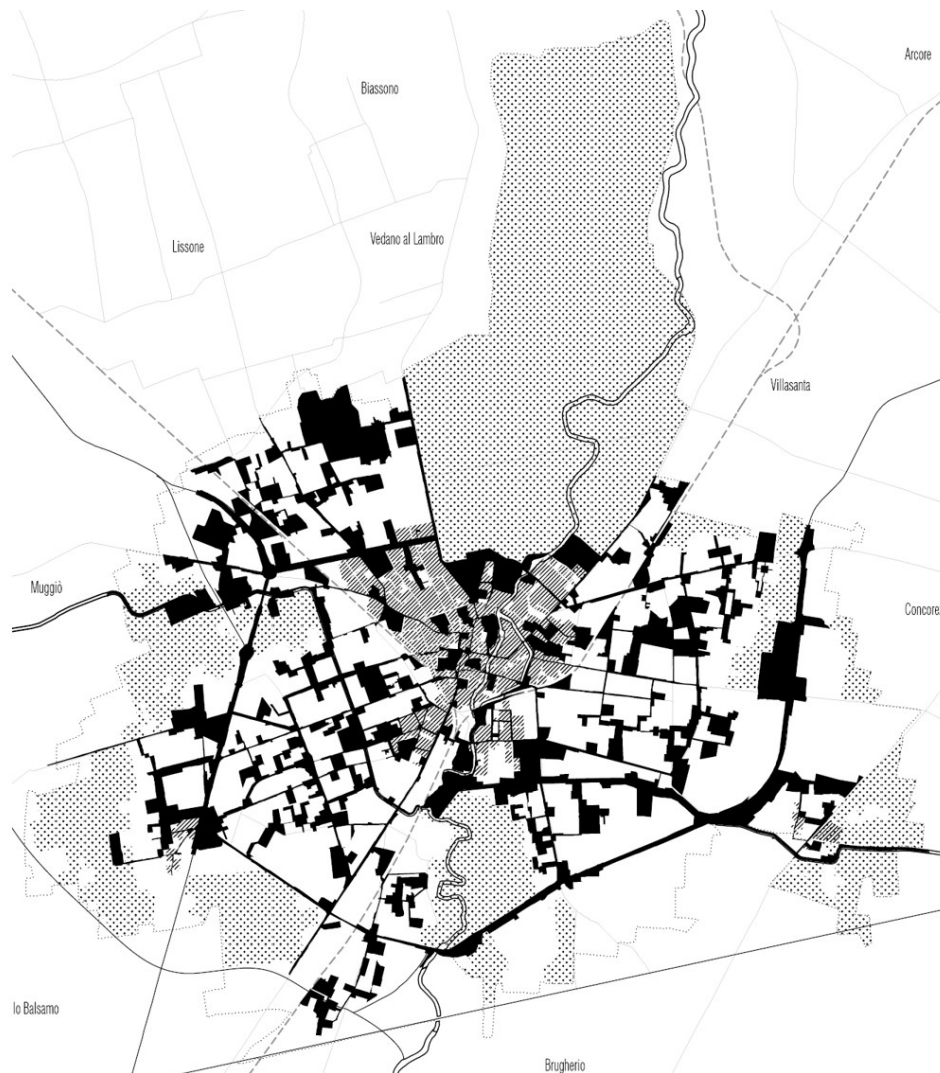 Arcore
Biassono
Lissone
Vedano al Lambro
Villasanta
Muggiò
Concore
lo Balsamo
Brugherio